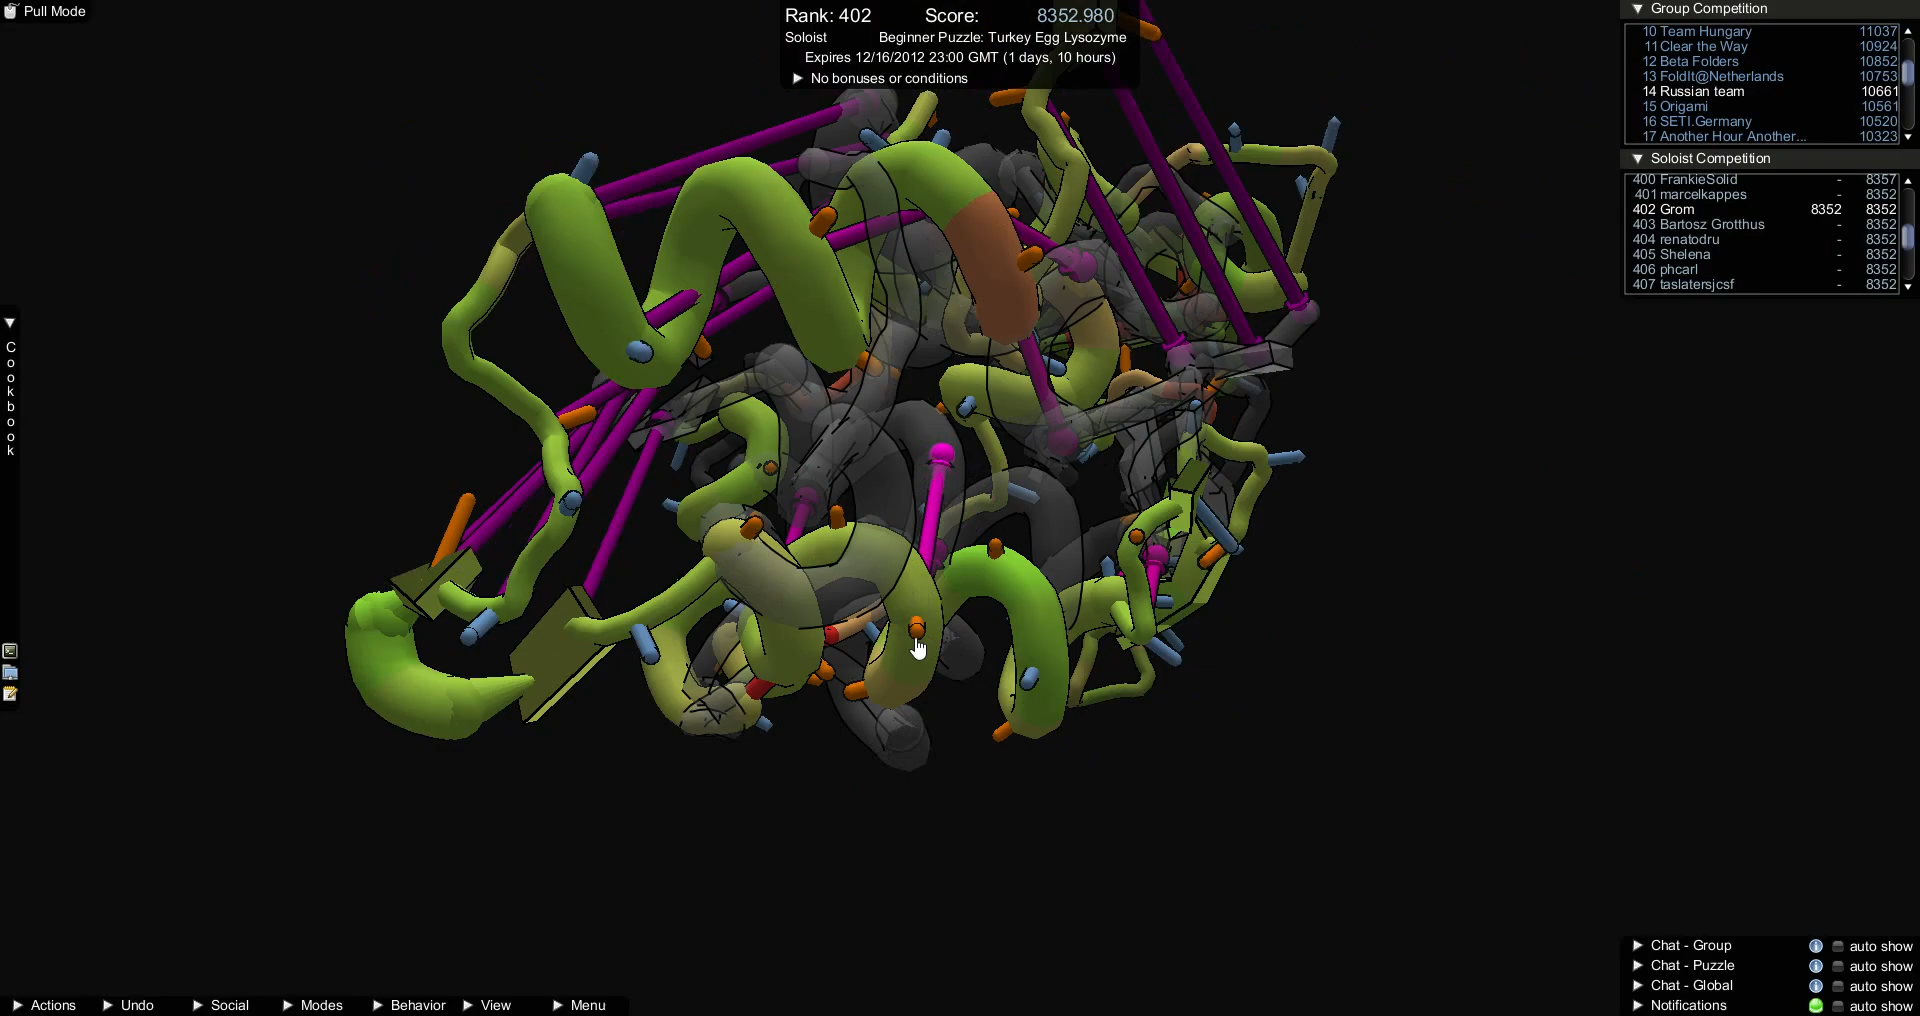 Pull Mode
Rank: 402 Score: 8352.980
Soloist Beginner Puzzle: Turkey Egg Lysozyme
Expires 12/16/2012 23:00 GMT (1 days, 10 hours)
No bonuses or conditions
Group Competition
10 Team Hungary 11037
11 Clear the Way 10924
12 Beta Folders 10852
13 FoldIt@Netherlands 10753
14 Russian team 10661
15 Origami 10561
16 SETI.Germany 10520
17 Another Hour Another... 10323
Soloist Competition
400 FrankieSolid - 8357
401 marcelkappes - 8352
402 Grom 8352 8352
403 Bartosz Grotthus - 8352
404 renatodru - 8352
405 Shelena - 8352
406 phcarl - 8352
407 taslatersjcsf - 8352
Cookbook
Chat - Group auto show
Chat - Puzzle auto show
Chat - Global auto show
Notifications auto show
Actions Undo Social Modes Behavior View Menu